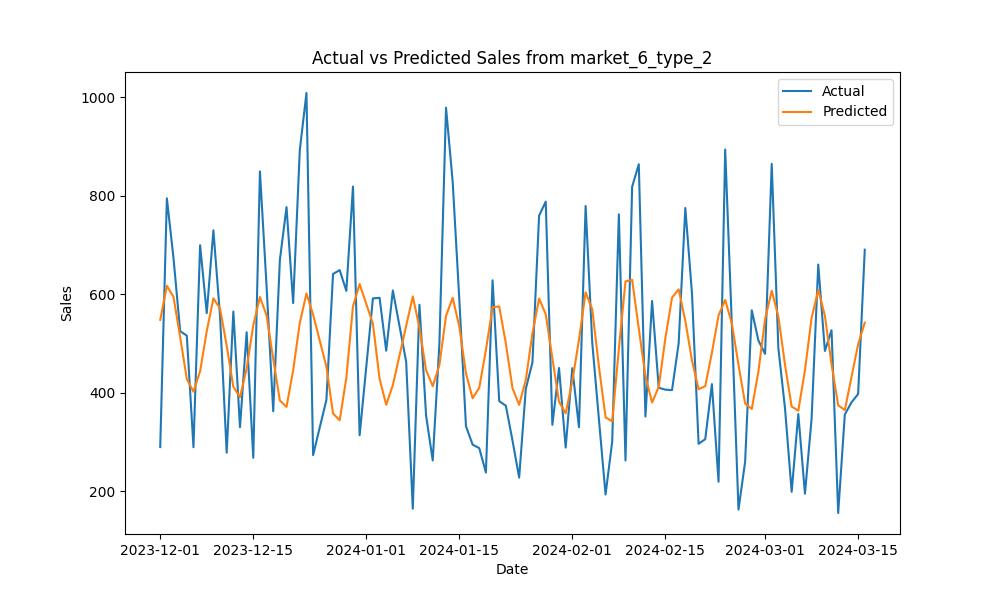 Actual vs Predicted Sales from market_6_type_2
Actual
Predicted
1000
800
600
400
200
Sales
2023-12-01 2023-12-15 2024-01-01 2024-01-15 2024-02-01 2024-02-15 2024-03-01 2024-03-15
Date